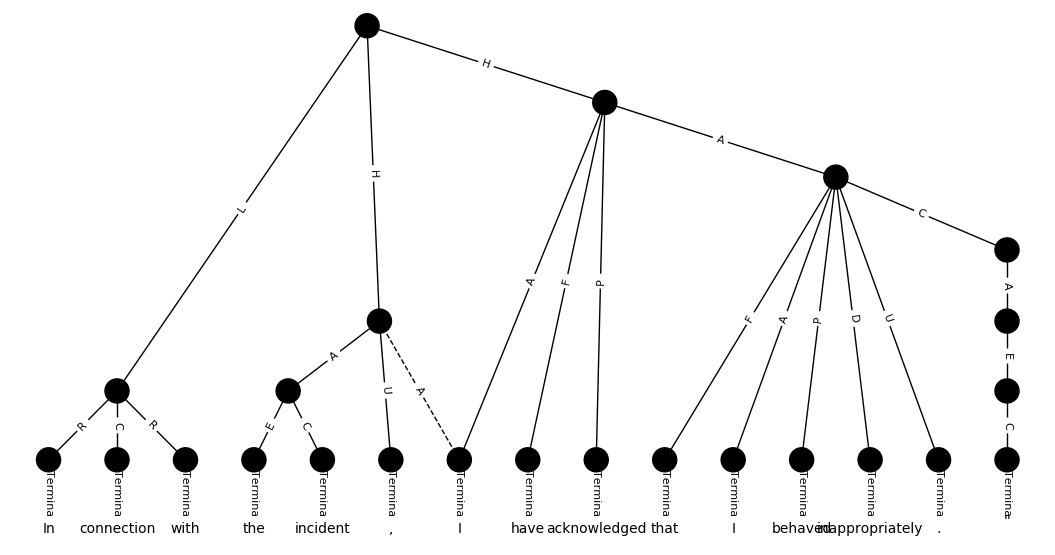 H
L
H
A
C
A
F
P
F
A
P
D
U
A
A
U
A
E
R
C
R
E
C
C
Termina Termina Termina Termina Termina Termina Termina Termina Termina Termina Termina Termina Termina Termina Termina
In connection with the incident , I have acknowledged that I behaved inappropriately .